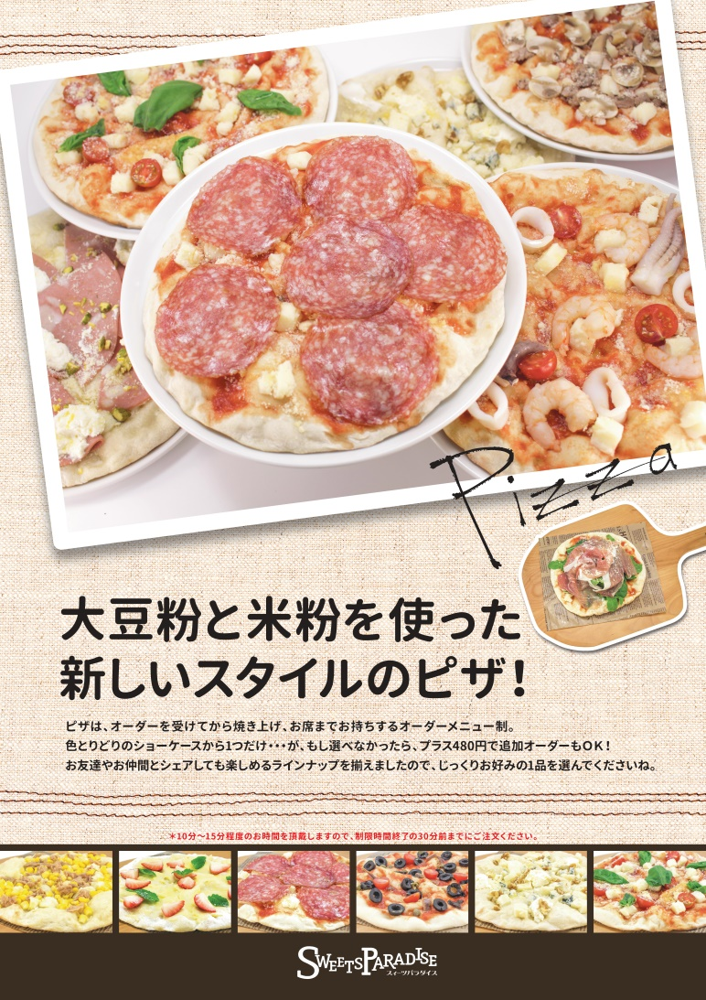 Pizza
大豆粉と米粉を使った
新しいスタイルのピザ！
ピザは、オーダーを受けてから焼き上げ、お席までお持ちするオーダーメニュー制。
色とりどりのショーケースから1つだけ・・・が、もし選べなかったら、プラス480円で追加オーダーもOK！
お友達やお仲間とシェアしても楽しめるラインナップを揃えましたので、じっくりお好みの1品を選んでくださいね。
＊10分〜15分程度のお時間を頂戴しますので、制限時間終了の30分前までにご注文ください。
SWEETSPARADISE
スイーツパラダイス